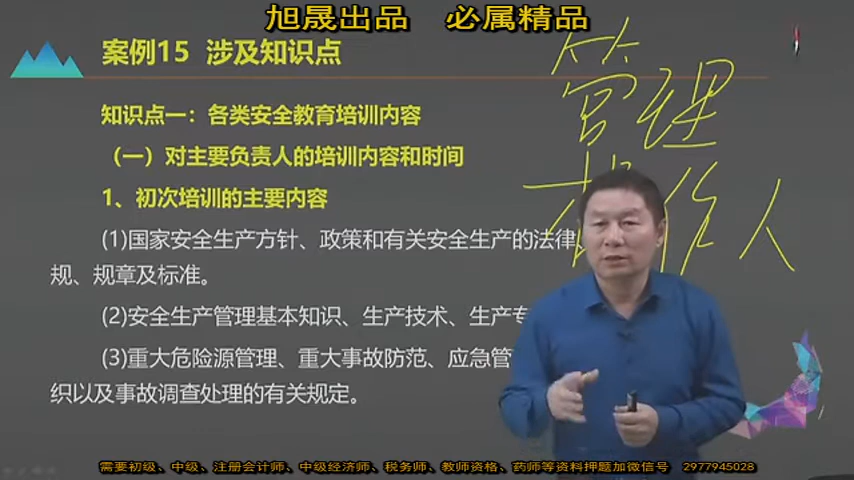 旭晟出品 必属精品
案例15 涉及知识点
管理
知识点一：各类安全教育培训内容
（一）对主要负责人的培训内容和时间
作人
1、初次培训的主要内容
(1)国家安全生产方针、政策和有关安全生产的法律、
规、规章及标准。
(2)安全生产管理基本知识、生产技术、生产专
(3)重大危险源管理、重大事故防范、应急管
织以及事故调查处理的有关规定。
需要初级、中级、注册会计师、中级经济师、税务师、教师资格、药师等资料押题加微信号 2977945028